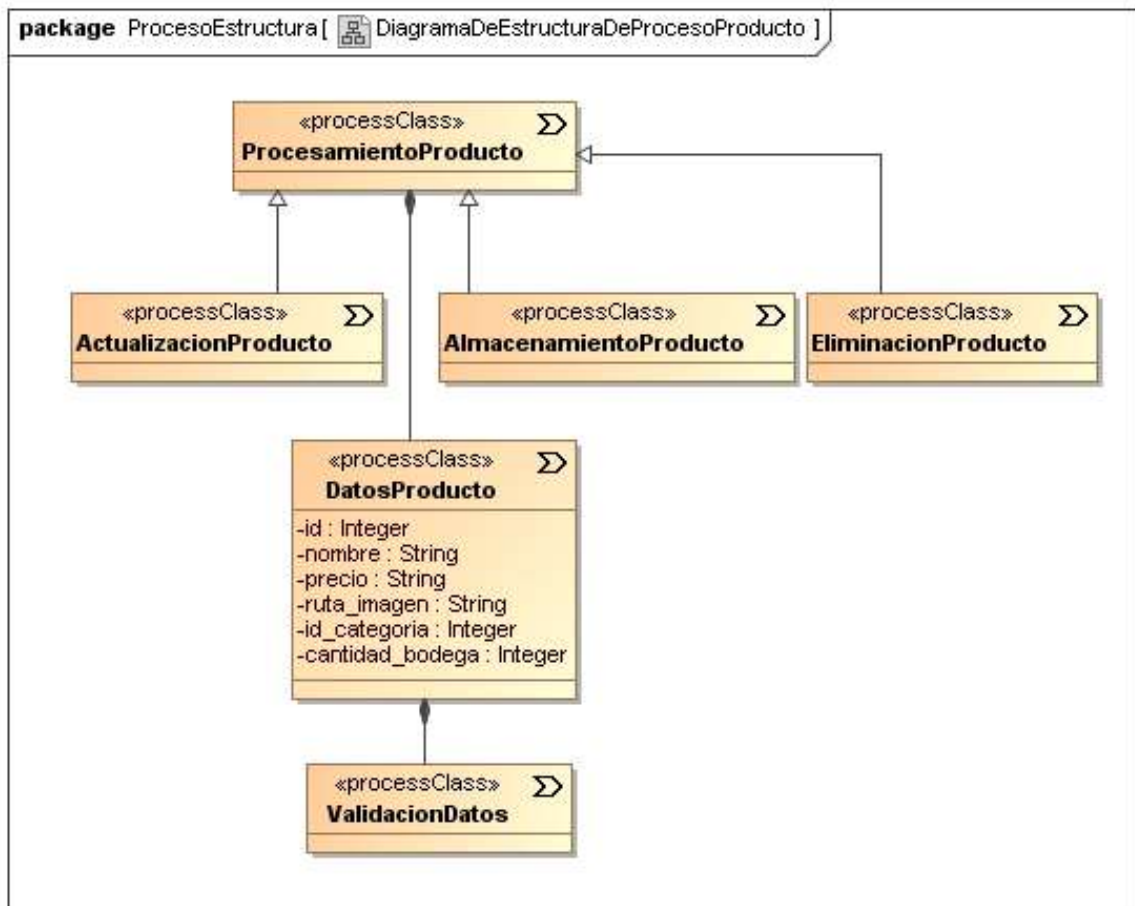 package ProcesoEstructura[ DiagramaDeEstructuraDeProcesoProducto ]
«processClass»
ProcesamientoProducto
«processClass»
ActualizacionProducto
«processClass»
AlmacenamientoProducto
«processClass»
EliminacionProducto
«processClass»
DatosProducto
-id : Integer
-nombre : String
-precio : String
-ruta_imagen : String
-id_categoria : Integer
-cantidad_bodega : Integer
«processClass»
ValidacionDatos